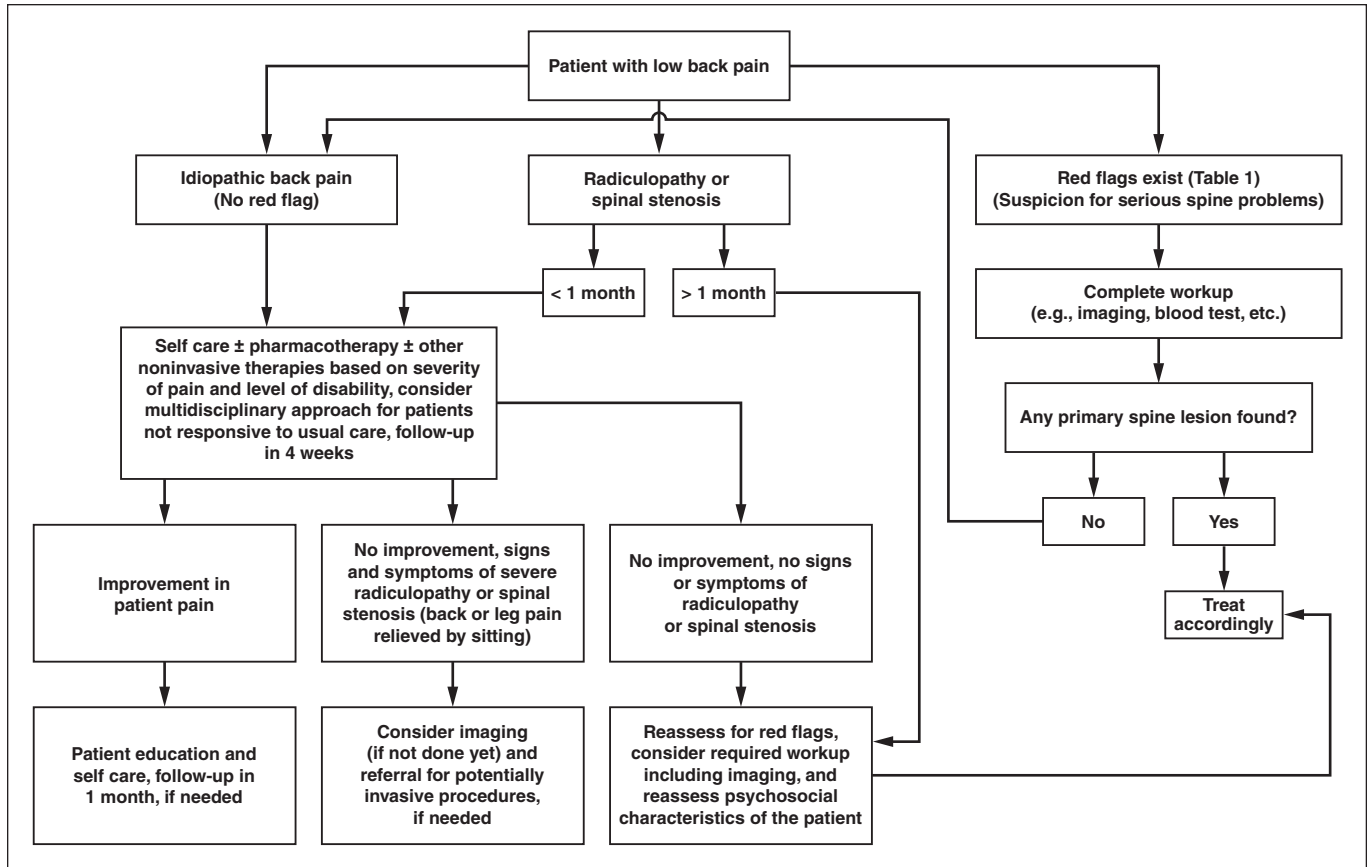 Patient with low back pain
Idiopathic back pain
(No red flag)
Radiculopathy or
spinal stenosis
Red flags exist (Table 1)
(Suspicion for serious spine problems)
< 1 month
> 1 month
Complete workup
(e.g., imaging, blood test, etc.)
Self care ± pharmacotherapy ± other
noninvasive therapies based on severity
of pain and level of disability, consider
multidisciplinary approach for patients
not responsive to usual care, follow-up
in 4 weeks
Any primary spine lesion found?
No
Yes
Improvement in
patient pain
No improvement, signs
and symptoms of severe
radiculopathy or spinal
stenosis (back or leg pain
relieved by sitting)
No improvement, no signs
or symptoms of
radiculopathy
or spinal stenosis
Treat
accordingly
Patient education and
self care, follow-up in
1 month, if needed
Consider imaging
(if not done yet) and
referral for potentially
invasive procedures,
if needed
Reassess for red flags,
consider required workup
including imaging, and
reassess psychosocial
characteristics of the patient